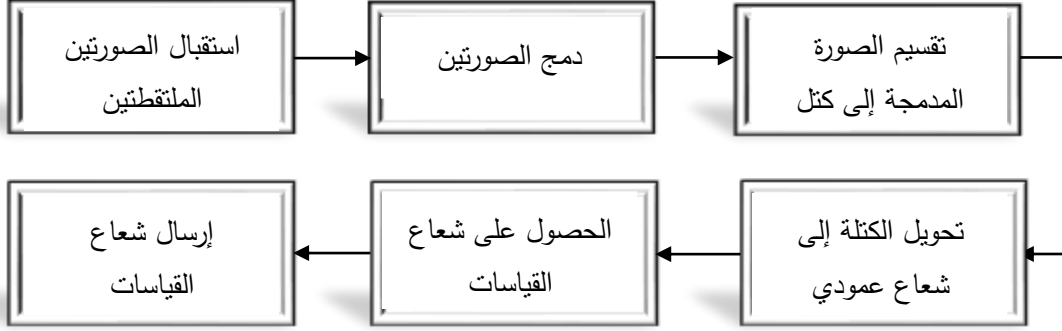 استقبال الصورتين
الملتقطتين
دمج الصورتين
تقسيم الصورة
المدمجة إلى كتل
تحويل الكتلة إلى
شعاع عمودي
الحصول على شعاع
القياسات
إرسال شعاع
القياسات